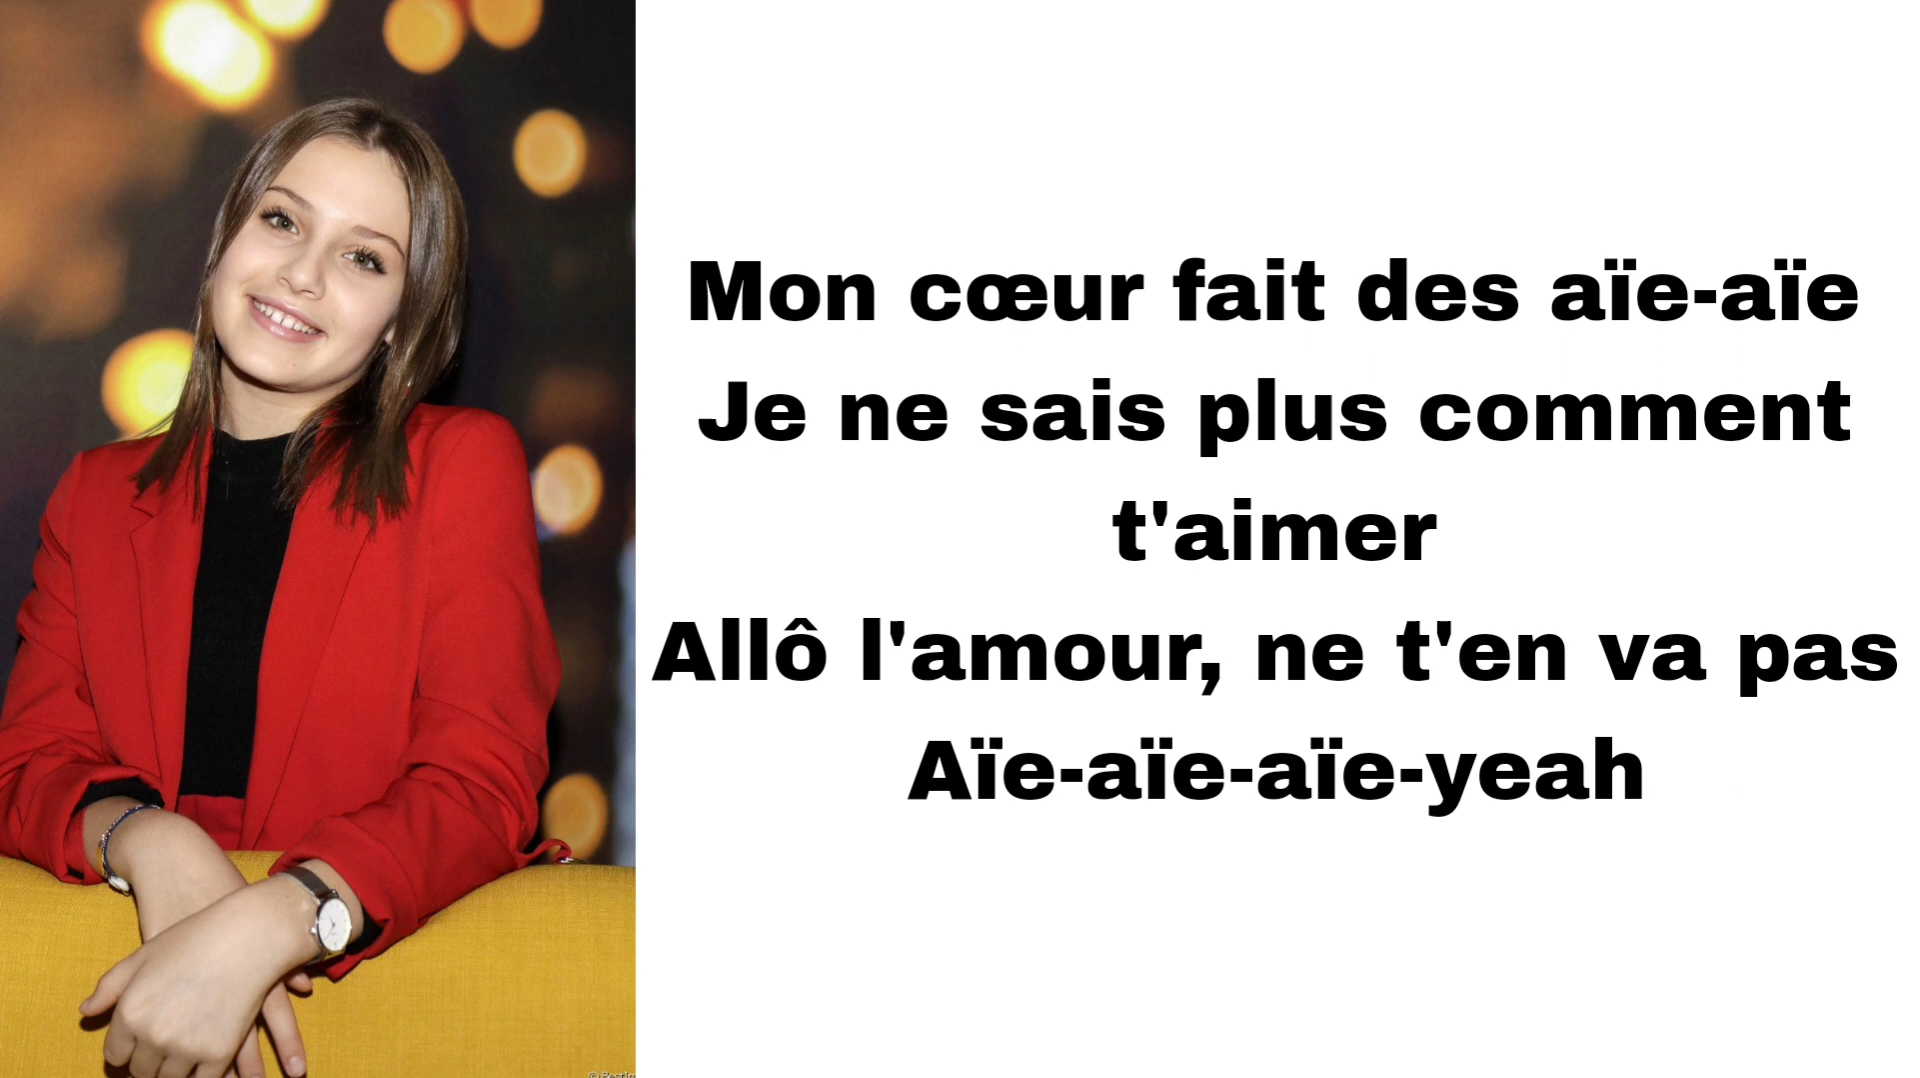 Mon cœur fait des aïe-aïe
Je ne sais plus comment
t'aimer
Allô l'amour, ne t'en va pas
Aïe-aïe-aïe-yeah